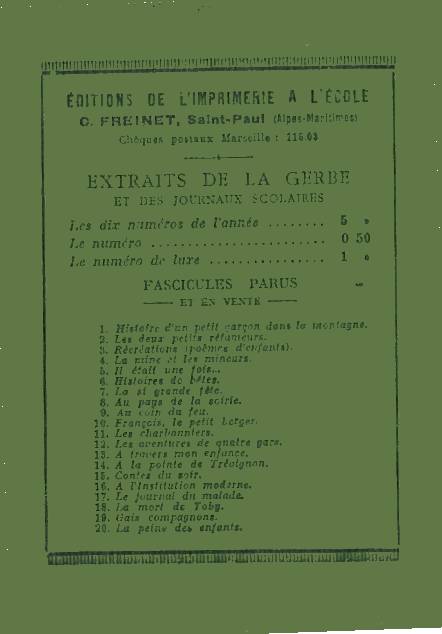 ÉDITIONS DE L'IMPRIMERIE A L'ÉCOLE
C. FREINET, Saint-Paul (Alpes-Maritimes)
Chèques postaux Marseille : 115.03
EXTRAITS DE LA GERBE
ET DES JOURNAUX SCOLAIRES
Les dix numéros de l'année ........ 5 »
Le numéro ......................... 0 50
Le numéro de luxe ................ 1 »
FASCICULES PARUS
ET EN VENTE
1. Histoire d'un petit garçon dans la montagne.
2. Les deux petits rétameurs.
3. Récréations (poèmes d'enfants).
4. La mine et les mineurs.
5. Il était une fois...
6. Histoires de bêtes.
7. La si grande fête.
8. Au pays de la soierie.
9. Au coin du feu.
10. François, le petit berger.
11. Les charbonniers.
12. Les aventures de quatre gars.
13. A travers mon enfance.
14. A la pointe de Trévignon.
15. Contes du soir.
16. A l'Institution moderne.
17. Le journal du malade.
18. La mort de Toby.
19. Gais compagnons.
20. La peine des enfants.